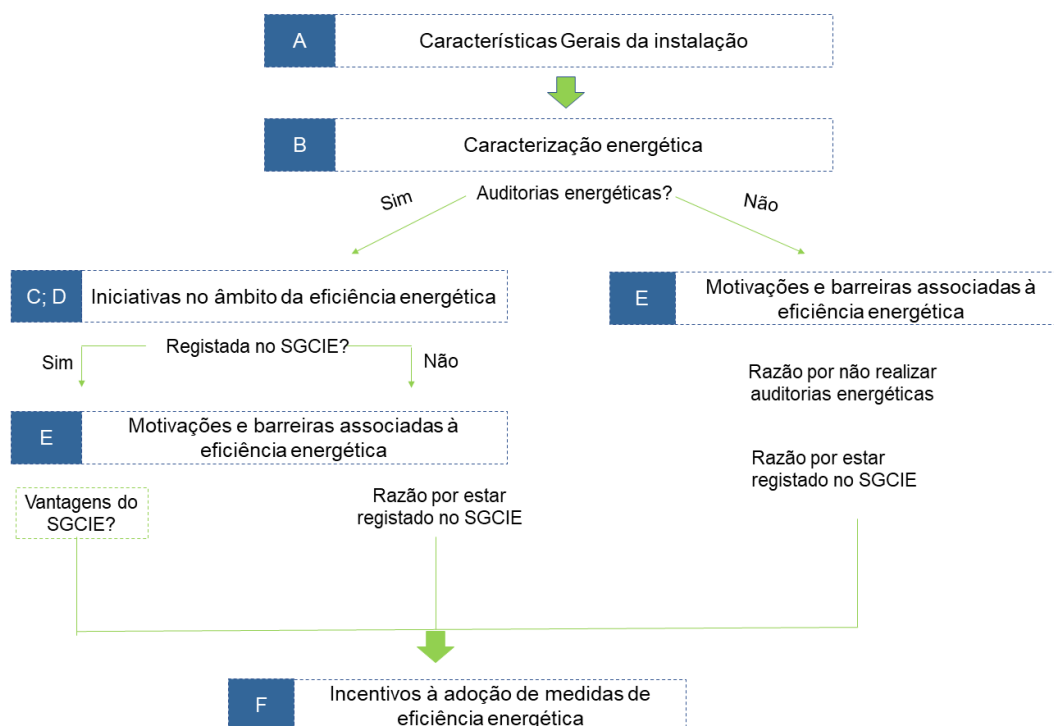 A
Características Gerais da instalação
B
Caracterização energética
Sim
Auditorias energéticas?
Não
C; D
Iniciativas no âmbito da eficiência energética
E
Motivações e barreiras associadas à
eficiência energética
Sim
Registada no SGCIE?
Não
Razão por não realizar
auditorias energéticas
E
Motivações e barreiras associadas à
eficiência energética
Razão por estar
registado no SGCIE
Vantagens do
SGCIE?
Razão por estar
registado no SGCIE
F
Incentivos à adoção de medidas de
eficiência energética